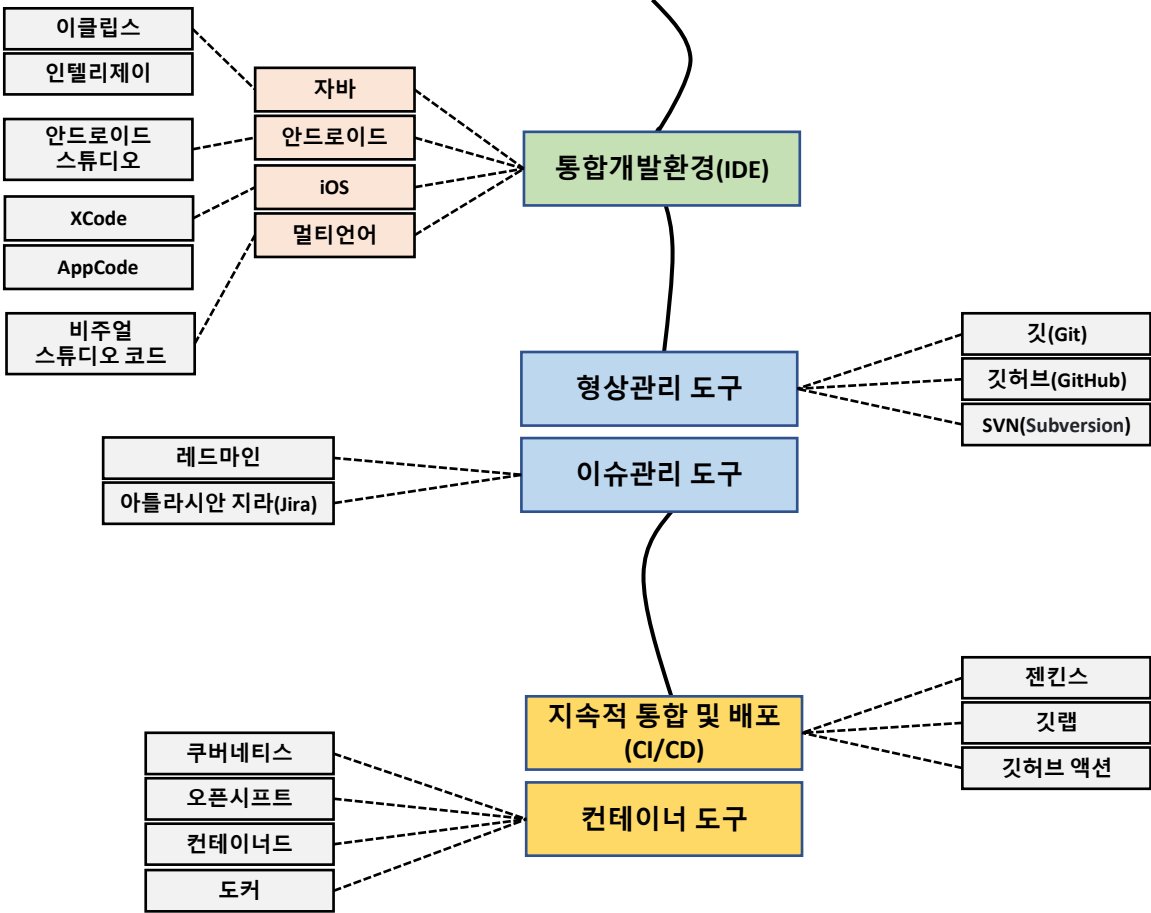 이클립스
인텔리제이
자바
안드로이드
스튜디오
안드로이드
통합개발환경(IDE)
iOS
XCode
멀티언어
AppCode
비주얼
스튜디오 코드
깃(Git)
형상관리 도구
깃허브(GitHub)
SVN(Subversion)
레드마인
이슈관리 도구
아틀라시안 지라(Jira)
젠킨스
지속적 통합 및 배포
(CI/CD)
깃랩
쿠버네티스
깃허브 액션
오픈시프트
컨테이너 도구
컨테이너드
도커